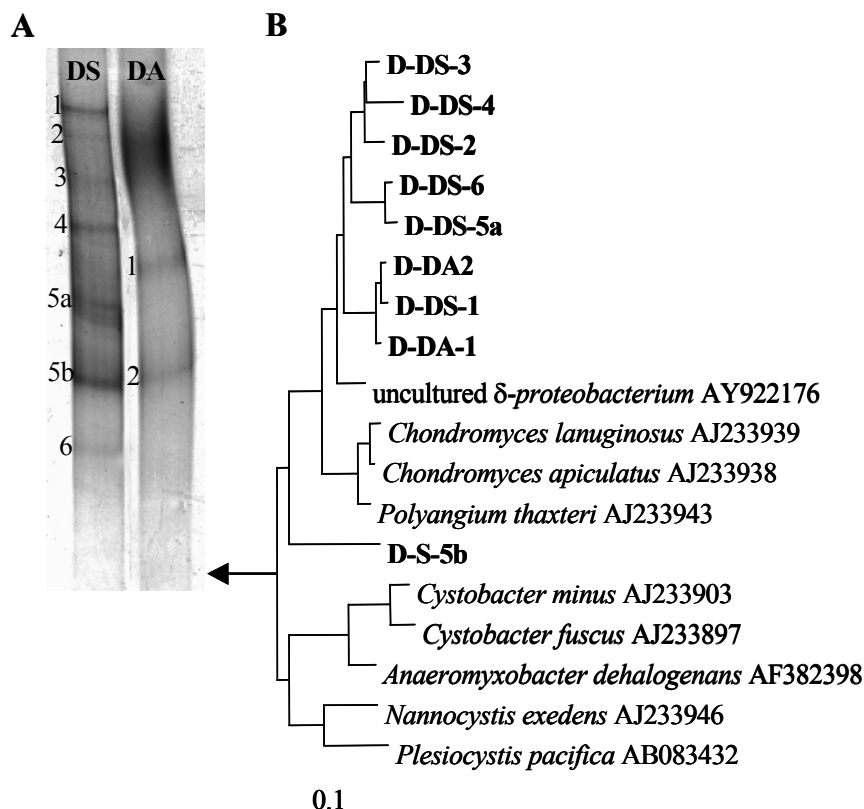 A
B
DS DA
1
2
3
4
5a
5b
6
1
2
D-DS-3
D-DS-4
D-DS-2
D-DS-6
D-DS-5a
D-DA2
D-DS-1
D-DA-1
uncultured δ-proteobacterium AY922176
Chondromyces lanuginosus AJ233939
Chondromyces apiculatus AJ233938
Polyangium thaxteri AJ233943
D-S-5b
Cystobacter minus AJ233903
Cystobacter fuscus AJ233897
Anaeromyxobacter dehalogenans AF382398
Nannocystis exedens AJ233946
Plesiocystis pacifica AB083432
0.1